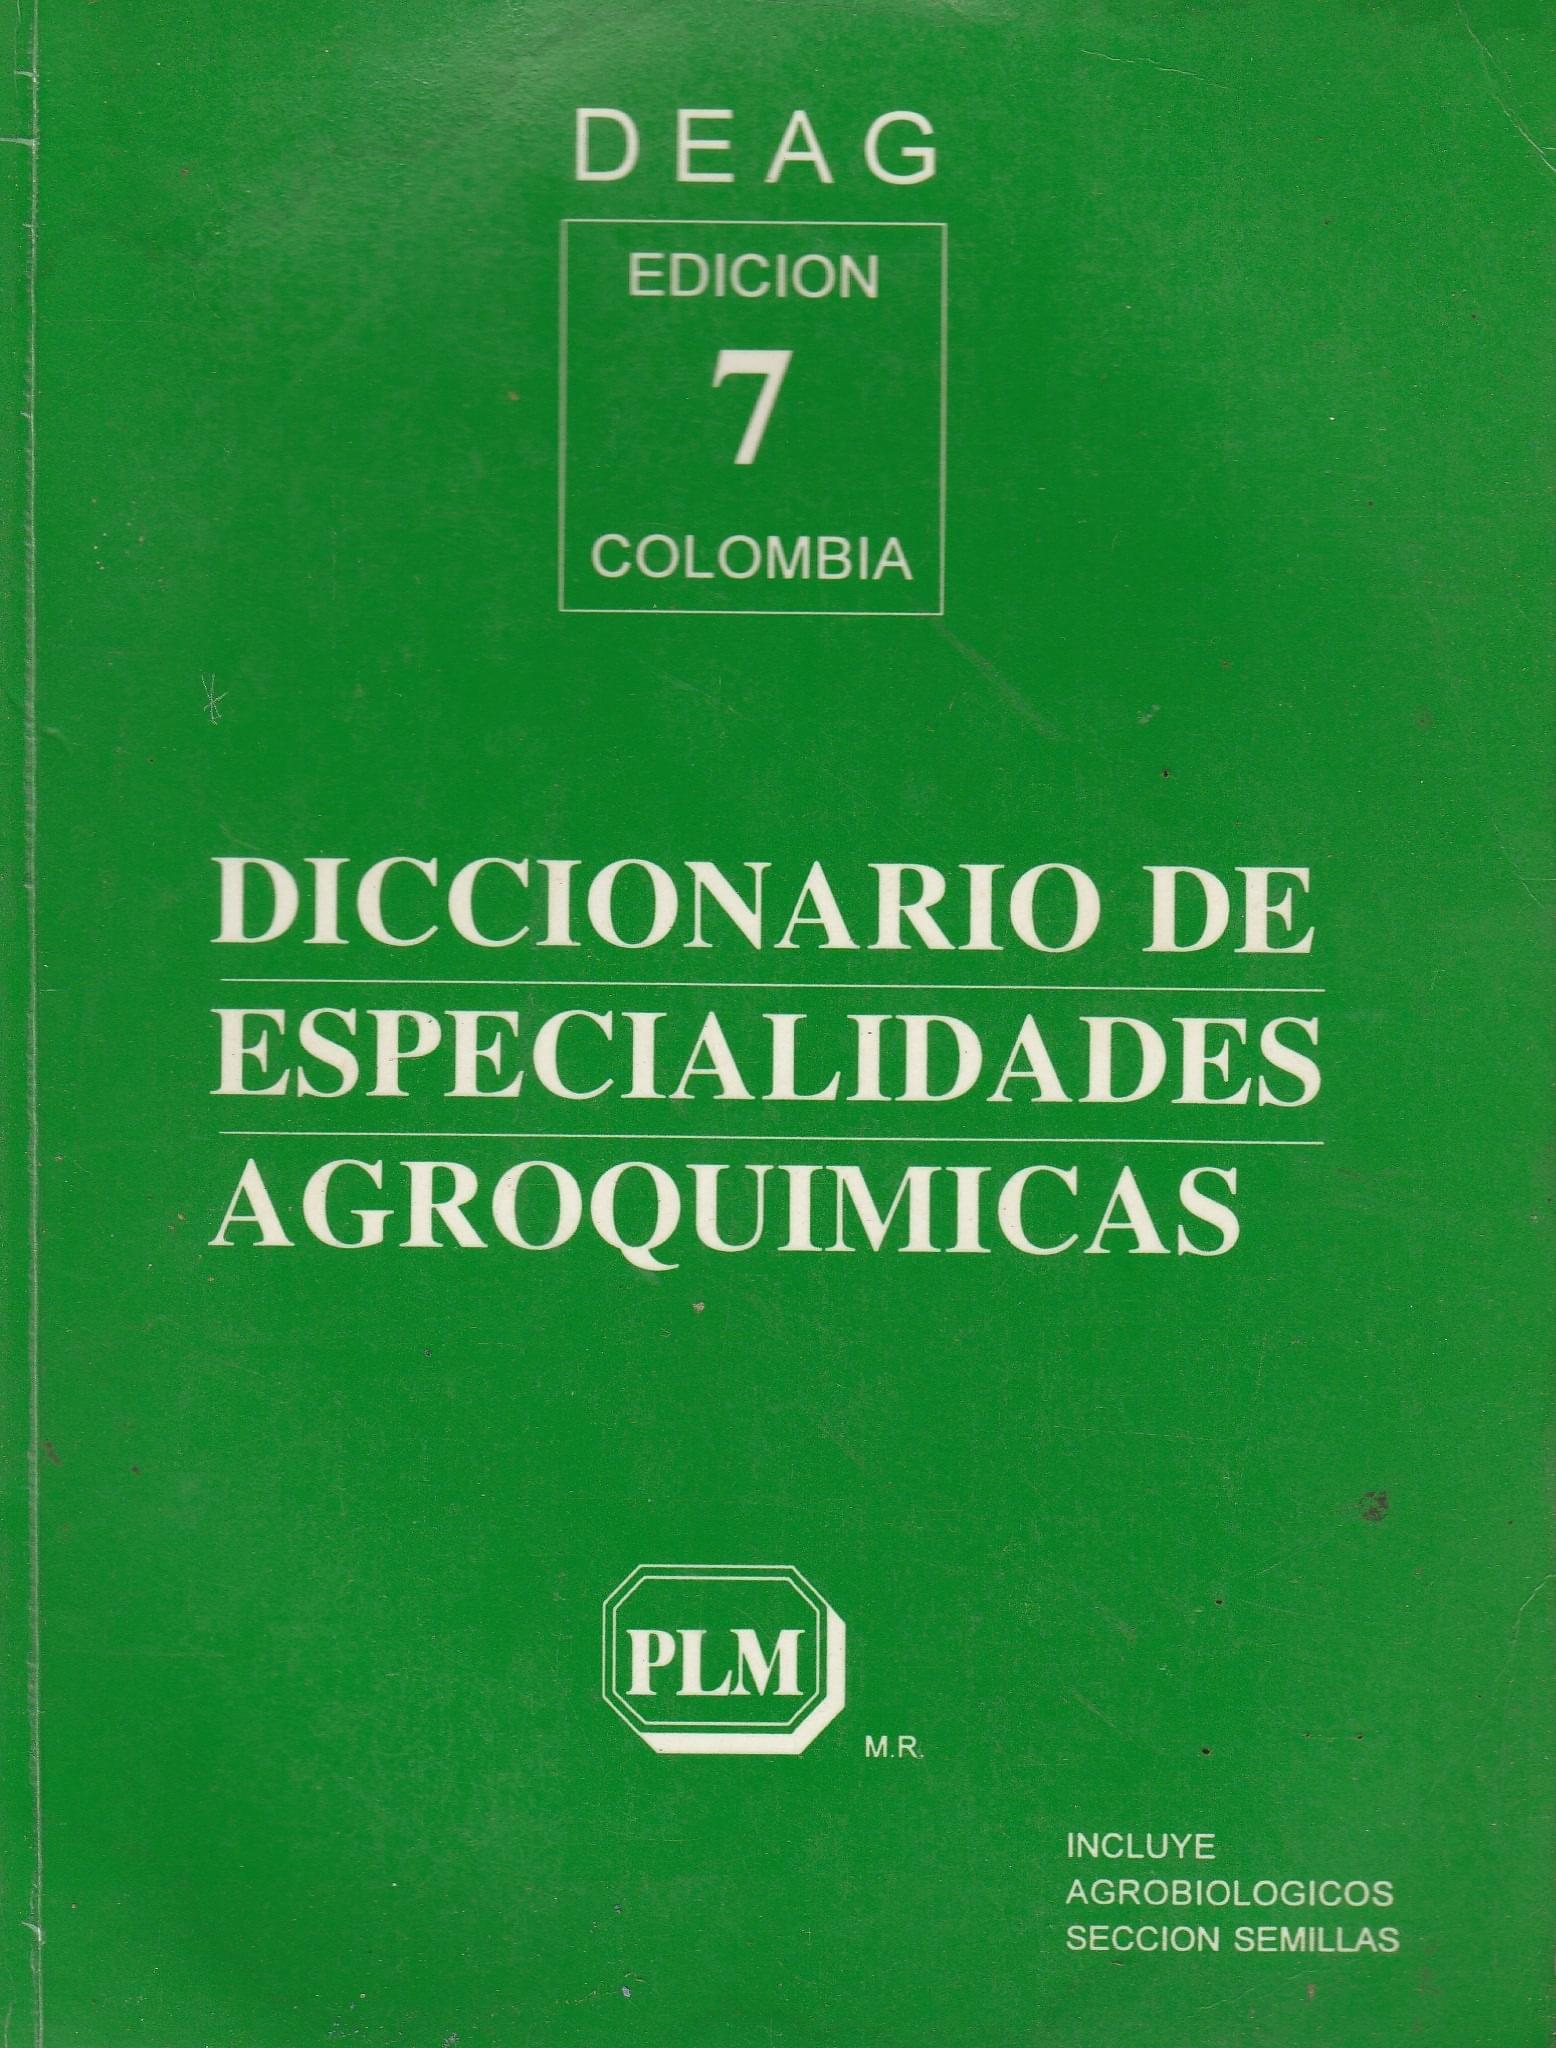 DEAG
EDICION
7
COLOMBIA
DICCIONARIO DE
ESPECIALIDADES
AGROQUIMICAS
PLM
M.R.
INCLUYE
AGROBIOLOGICOS
SECCION SEMILLAS